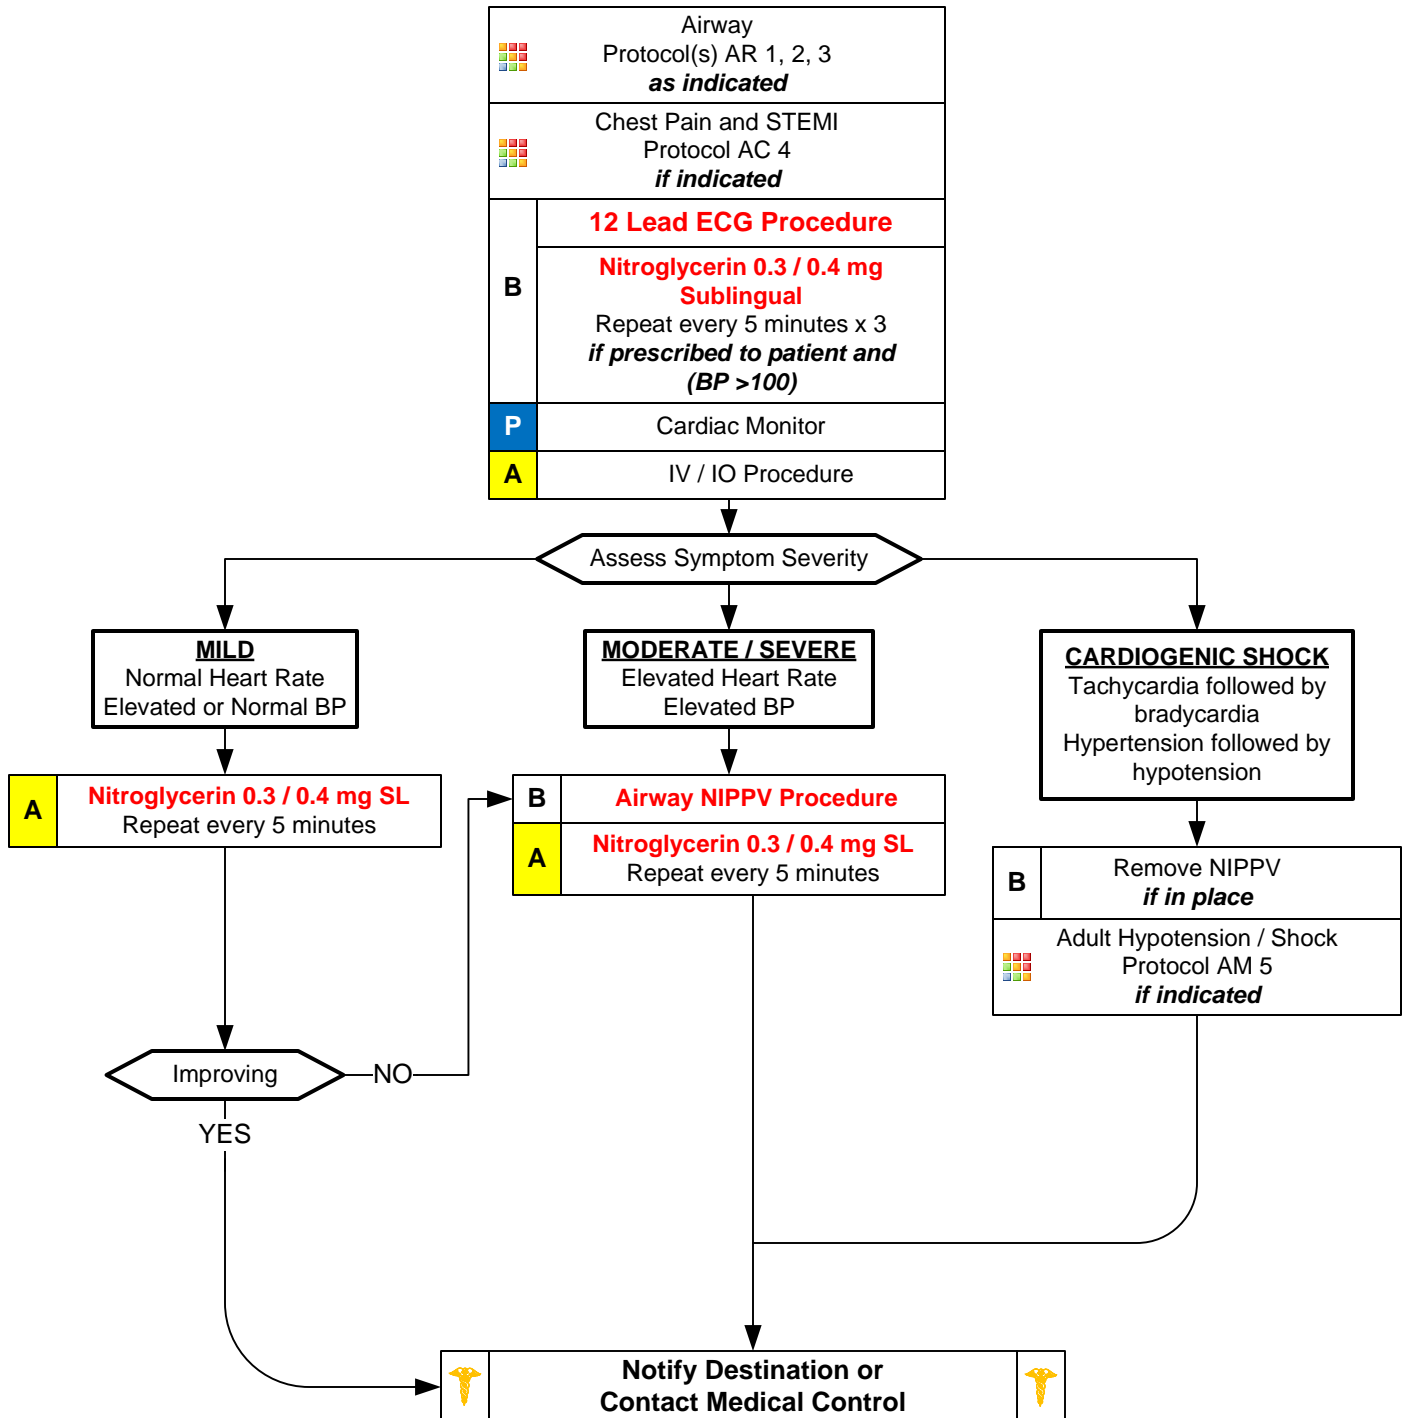 Airway
Protocol(s) AR 1, 2, 3
as indicated
Chest Pain and STEMI
Protocol AC 4
if indicated
B
12 Lead ECG Procedure
Nitroglycerin 0.3 / 0.4 mg
Sublingual
Repeat every 5 minutes x 3
if prescribed to patient and
(BP >100)
P
Cardiac Monitor
A
IV / IO Procedure
Assess Symptom Severity
MILD
Normal Heart Rate
Elevated or Normal BP
MODERATE / SEVERE
Elevated Heart Rate
Elevated BP
CARDIOGENIC SHOCK
Tachycardia followed by
bradycardia
Hypertension followed by
hypotension
A
Nitroglycerin 0.3 / 0.4 mg SL
Repeat every 5 minutes
B
Airway NIPPV Procedure
A
Nitroglycerin 0.3 / 0.4 mg SL
Repeat every 5 minutes
B
Remove NIPPV
if in place
Adult Hypotension / Shock
Protocol AM 5
if indicated
Improving
NO
YES
Notify Destination or
Contact Medical Control